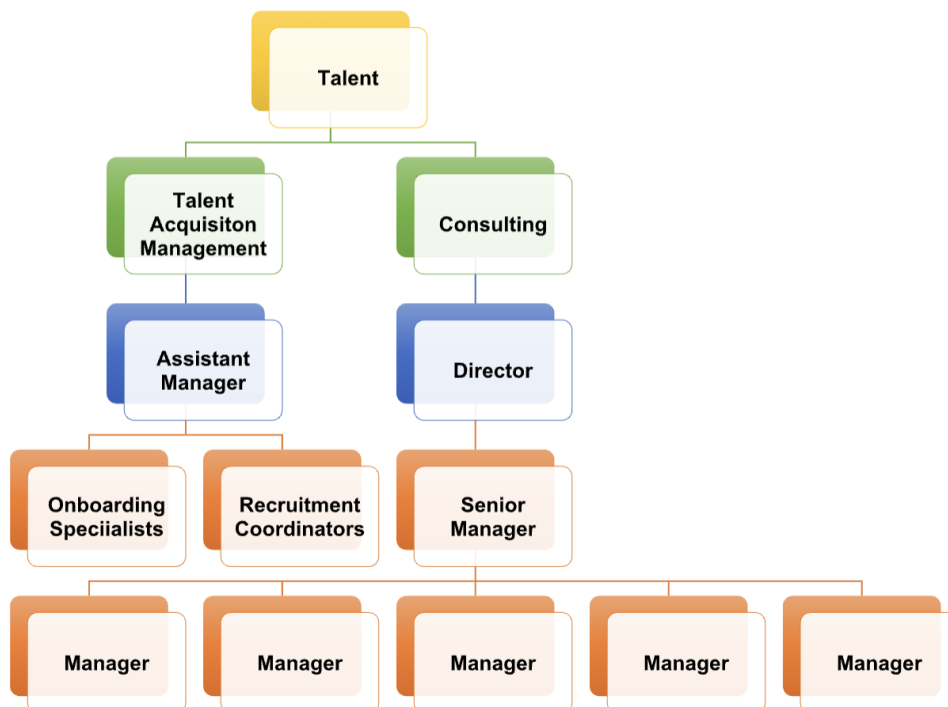 Talent
Talent
Acquisiton
Management
Consulting
Assistant
Manager
Director
Onboarding
Speciialists
Recruitment
Coordinators
Senior
Manager
Manager
Manager
Manager
Manager
Manager